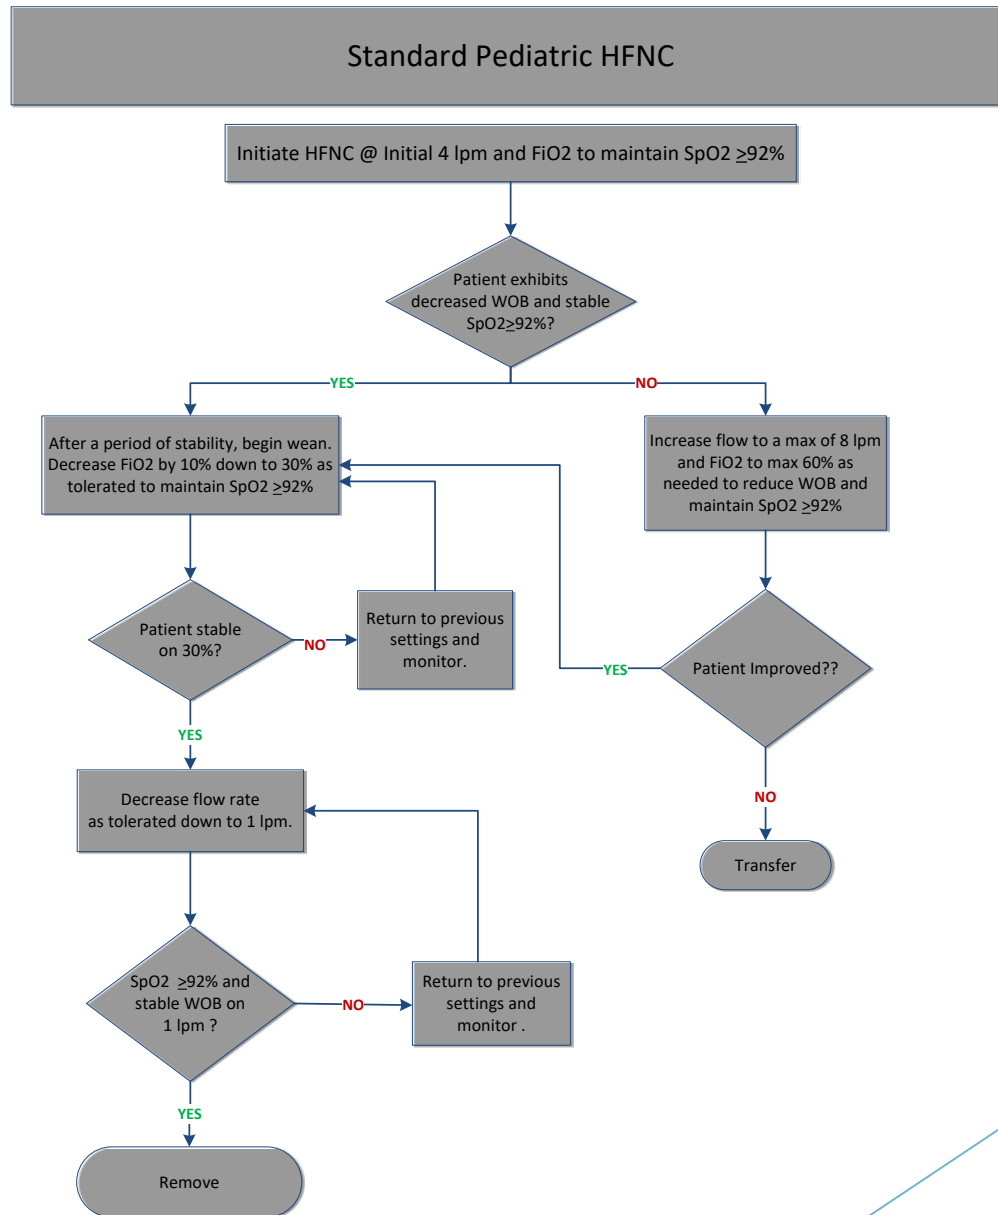 Standard Pediatric HFNC
Initiate HFNC @ Initial 4 lpm and FiO2 to maintain SpO2 ≥92%
Patient exhibits
decreased WOB and stable
SpO2≥92%?
YES
NO
After a period of stability, begin wean.
Decrease FiO2 by 10% down to 30% as
tolerated to maintain SpO2 ≥92%
Increase flow to a max of 8 lpm
and FiO2 to max 60% as
needed to reduce WOB and
maintain SpO2 ≥92%
Patient stable
on 30%?
NO
Return to previous
settings and
monitor.
YES
Patient Improved??
YES
NO
Transfer
Decrease flow rate
as tolerated down to 1 lpm.
SpO2 ≥92% and
stable WOB on
1 lpm ?
NO
Return to previous
settings and
monitor .
YES
Remove